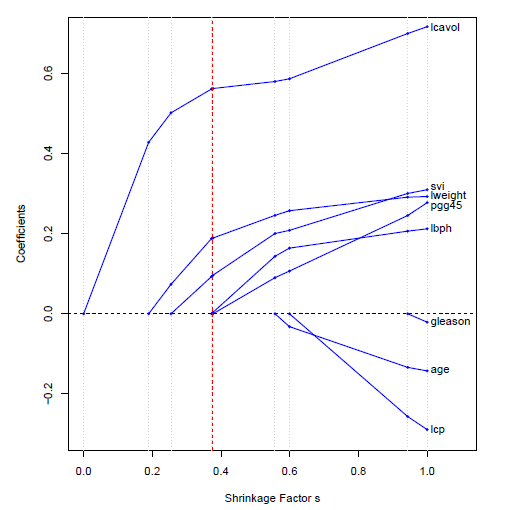 lcavol
svi
lweight
pgg45
lbph
gleason
age
lcp
0.6
0.4
0.2
0.0
−0.2
Coefficients
0.0 0.2 0.4 0.6 0.8 1.0
Shrinkage Factor s